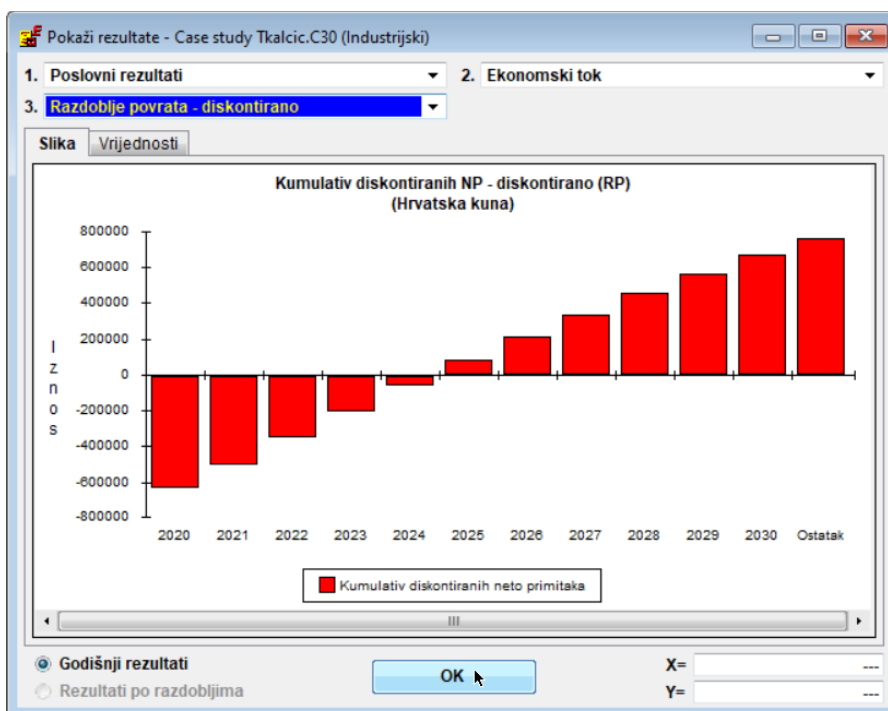 Pokaži rezultate - Case study Tkalcic.C30 (Industrijski)
1. Poslovni rezultati 2. Ekonomski tok
3. Razdoblje povrata - diskontirano
Slika Vrijednosti
Kumulativ diskontiranih NP - diskontirano (RP)
(Hrvatska kuna)
Iznos
800000
600000
400000
200000
0
-200000
-400000
-600000
-800000
2020 2021 2022 2023 2024 2025 2026 2027 2028 2029 2030 Ostatak
Kumulativ diskontiranih neto primitaka
Godišnji rezultati
Rezultati po razdobljima
OK
X= ---
Y= ---